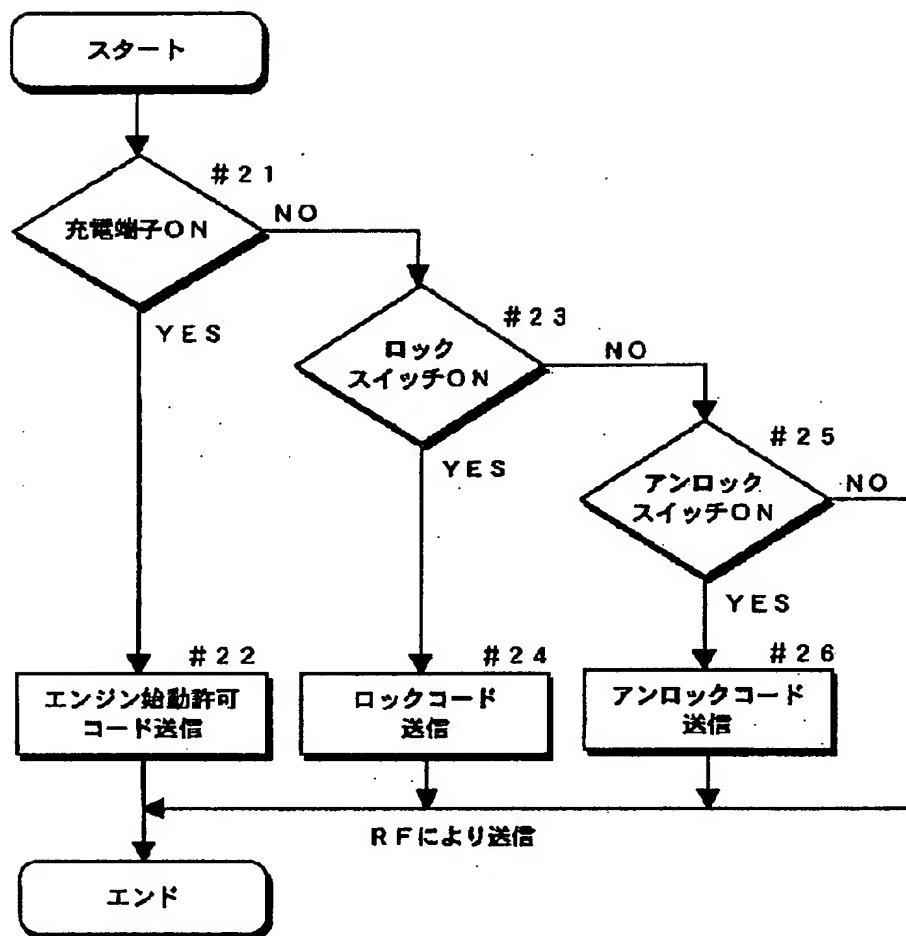 スタート
#21
充電端子ON
NO
YES
#23
ロック
スイッチON
NO
YES
#25
アンロック
スイッチON
NO
YES
#22
エンジン始動許可
コード送信
#24
ロックコード
送信
#26
アンロックコード
送信
RFにより送信
エンド